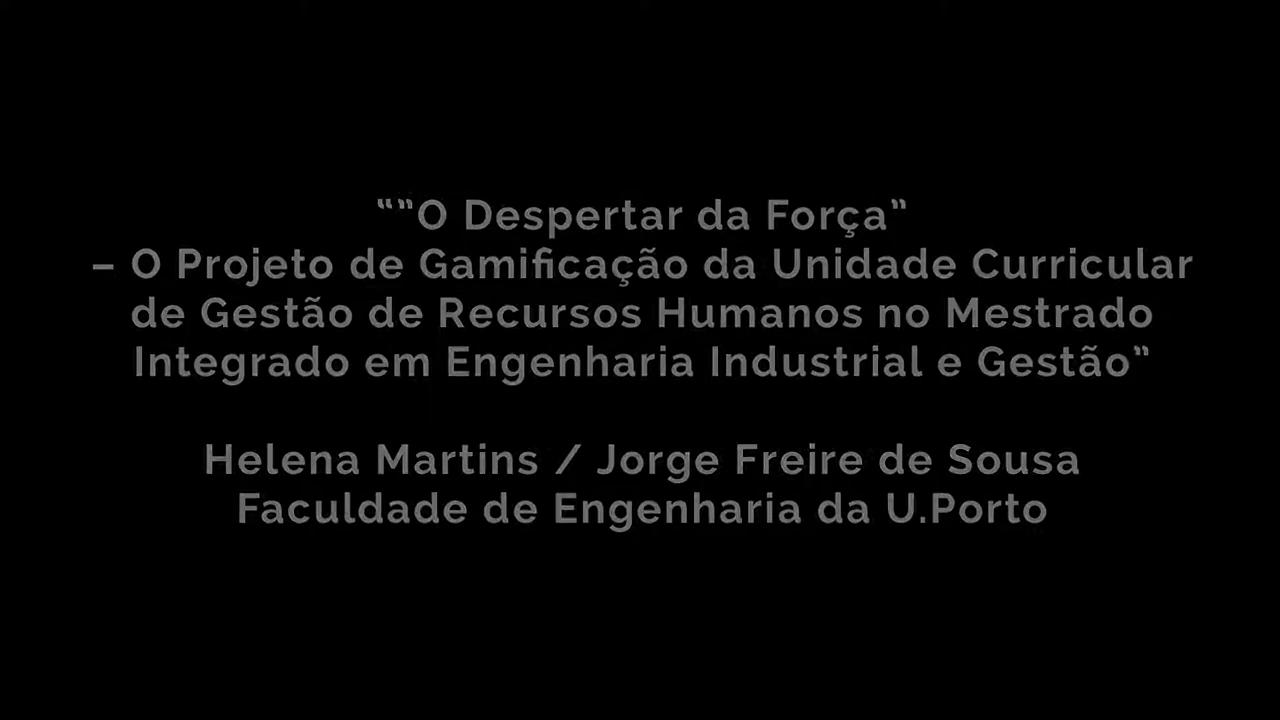 “”O Despertar da Força”
– O Projeto de Gamificação da Unidade Curricular
de Gestão de Recursos Humanos no Mestrado
Integrado em Engenharia Industrial e Gestão”
Helena Martins / Jorge Freire de Sousa
Faculdade de Engenharia da U.Porto